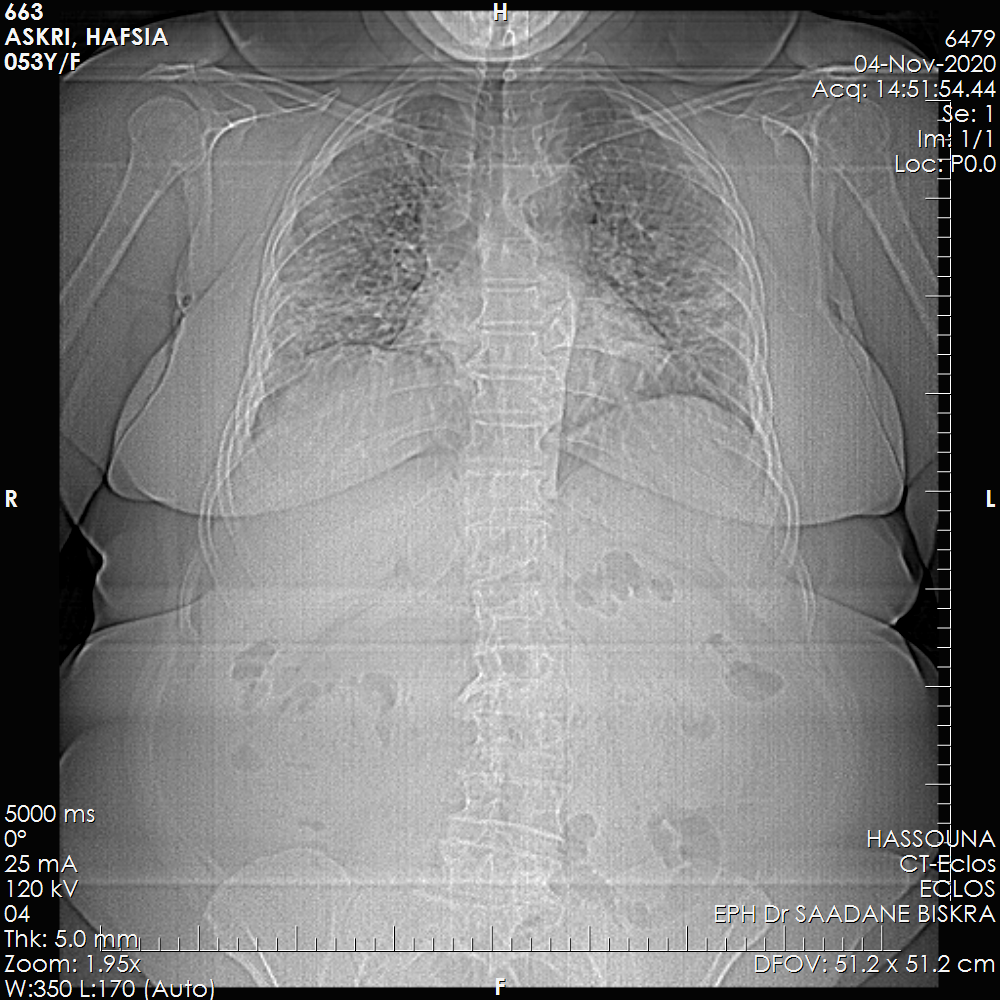 663
ASKRI, HAFSIA
053Y/F
H
6479
04-Nov-2020
Acq: 14:51:54.44
Se: 1
Im: 1/1
Loc: P0.0
R
L
5000 ms
0°
25 mA
120 kV
04
Thk: 5.0 mm
Zoom: 1.95x
W:350 L:170 (Auto)
F
HASSOUNA
CT-Eclos
ECLOS
EPH Dr SAADANE BISKRA
DFOV: 51.2 x 51.2 cm